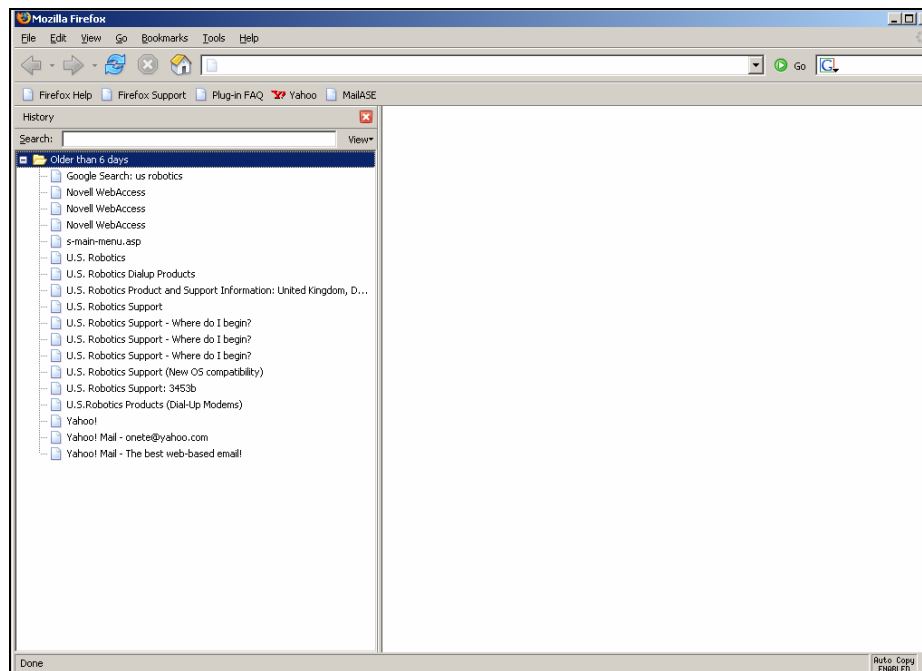 Mozilla Firefox
File Edit View Go Bookmarks Tools Help
Go G
Firefox Help Firefox Support Plug-in FAQ Y? Yahoo MailASE
History
Search: View
Older than 6 days
Google Search: us robotics
Novell WebAccess
Novell WebAccess
Novell WebAccess
s-main-menu.asp
U.S. Robotics
U.S. Robotics Dialup Products
U.S. Robotics Product and Support Information: United Kingdom, D...
U.S. Robotics Support
U.S. Robotics Support - Where do I begin?
U.S. Robotics Support - Where do I begin?
U.S. Robotics Support - Where do I begin?
U.S. Robotics Support (New OS compatibility)
U.S. Robotics Support: 3453b
U.S.Robotics Products (Dial-Up Modems)
Yahoo!
Yahoo! Mail - onete@yahoo.com
Yahoo! Mail - The best web-based email!
Done
Auto Copy
ENABLED